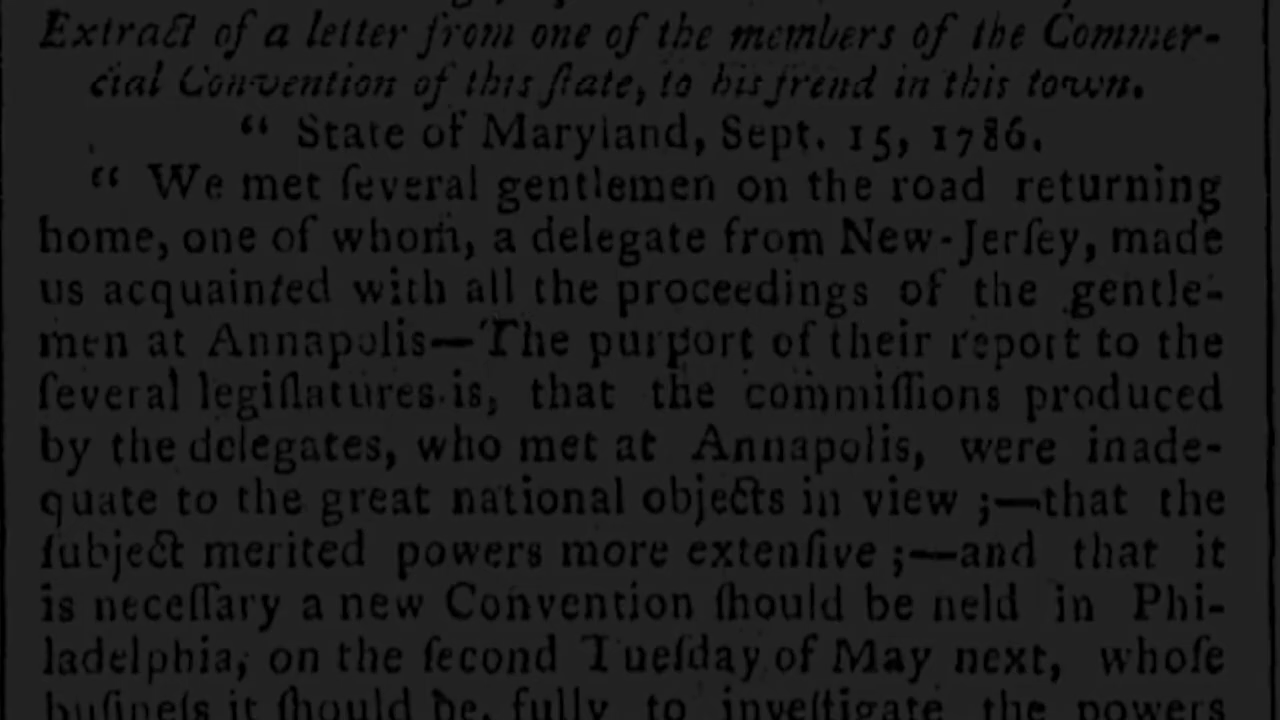 Extract of a letter from one of the members of the Commer-
cial Convention of this ſtate, to his frend in this town.
“ State of Maryland, Sept. 15, 1786.
“ We met ſeveral gentlemen on the road returning
home, one of whom, a delegate from New-Jerſey, made
us acquainted with all the proceedings of the gentle-
men at Annapolis—The purport of their report to the
ſeveral legiſlatures is, that the commiſſions produced
by the delegates, who met at Annapolis, were inade-
quate to the great national objects in view ;—that the
ſubject merited powers more extenſive ;—and that it
is neceſſary a new Convention ſhould be held in Phi-
ladelphia, on the ſecond Tueſday of May next, whoſe
buſineſs it ſhould be, fully to inveſtigate the powers